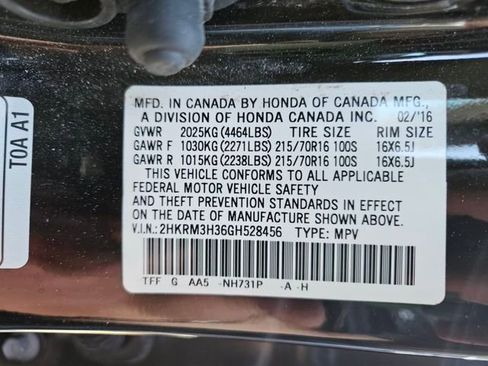 MFD. IN CANADA BY HONDA OF CANADA MFG.,
A DIVISION OF HONDA CANADA INC. 02/'16
GVWR 2025KG (4464LBS) TIRE SIZE RIM SIZE
GAWR F 1030KG (2271LBS) 215/70R16 100S 16X6.5J
GAWR R 1015KG (2238LBS) 215/70R16 100S 16X6.5J
THIS VEHICLE CONFORMS TO ALL APPLICABLE
FEDERAL MOTOR VEHICLE SAFETY
AND THEFT PREVENTION STANDARDS IN EFFECT
ON THE DATE OF MANUFACTURE SHOWN ABOVE.
V.I.N.: 2HKRM3H36GH528456 TYPE: MPV
TFF G AA5 -NH731P -A -H
T0A A1